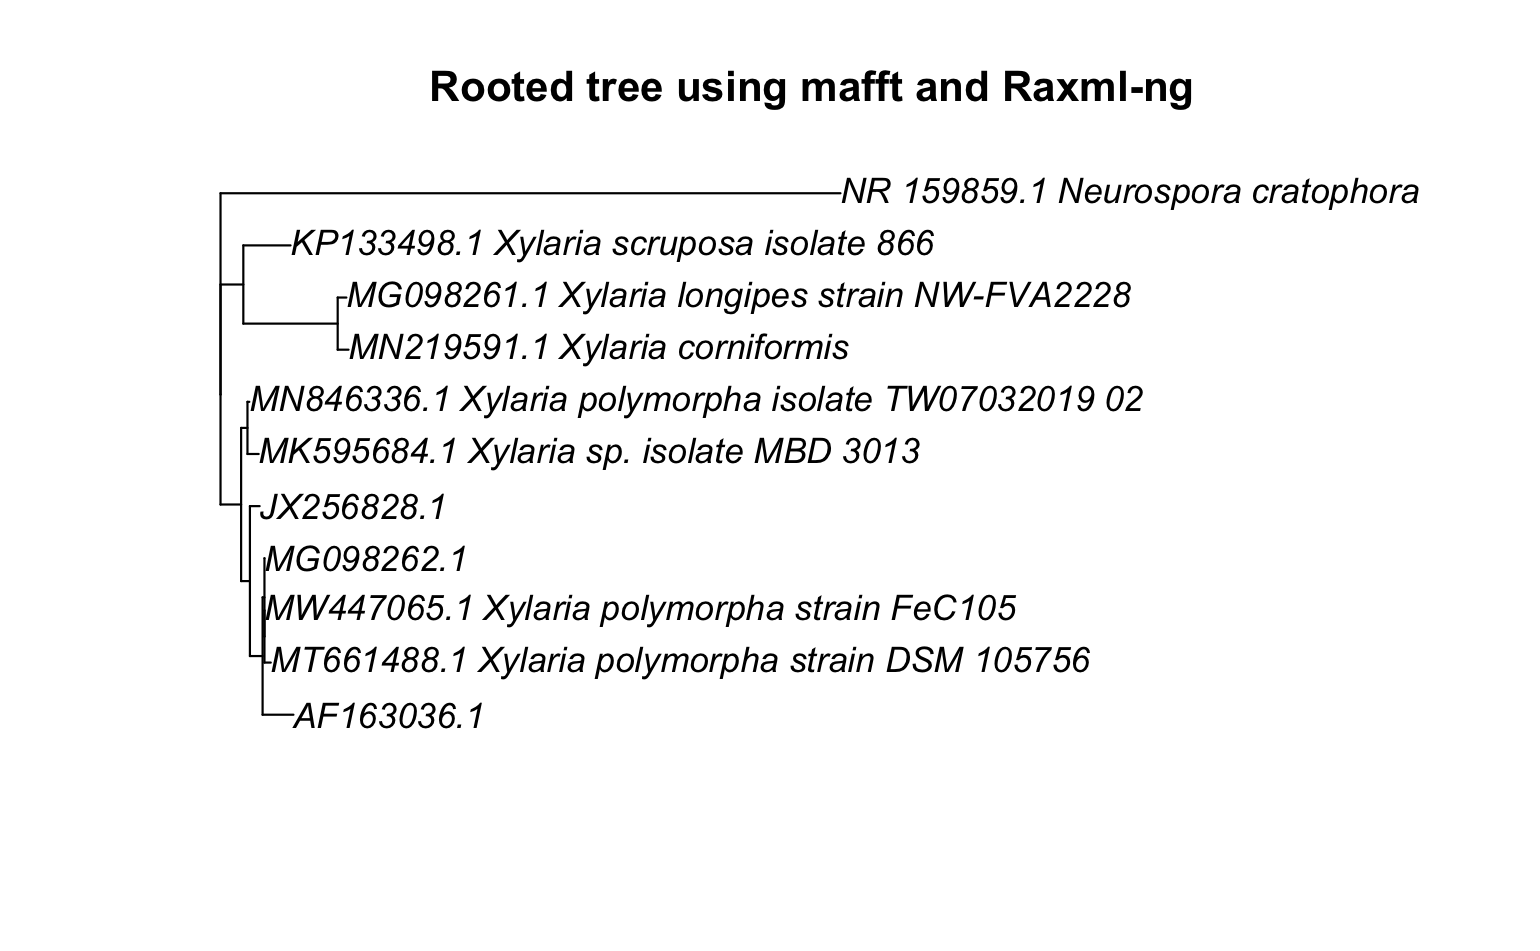 Rooted tree using mafft and Raxml-ng
NR 159859.1 Neurospora cratophora
KP133498.1 Xylaria scruposa isolate 866
MG098261.1 Xylaria longipes strain NW-FVA2228
MN219591.1 Xylaria corniformis
MN846336.1 Xylaria polymorpha isolate TW07032019 02
MK595684.1 Xylaria sp. isolate MBD 3013
JX256828.1
MG098262.1
MW447065.1 Xylaria polymorpha strain FeC105
MT661488.1 Xylaria polymorpha strain DSM 105756
AF163036.1